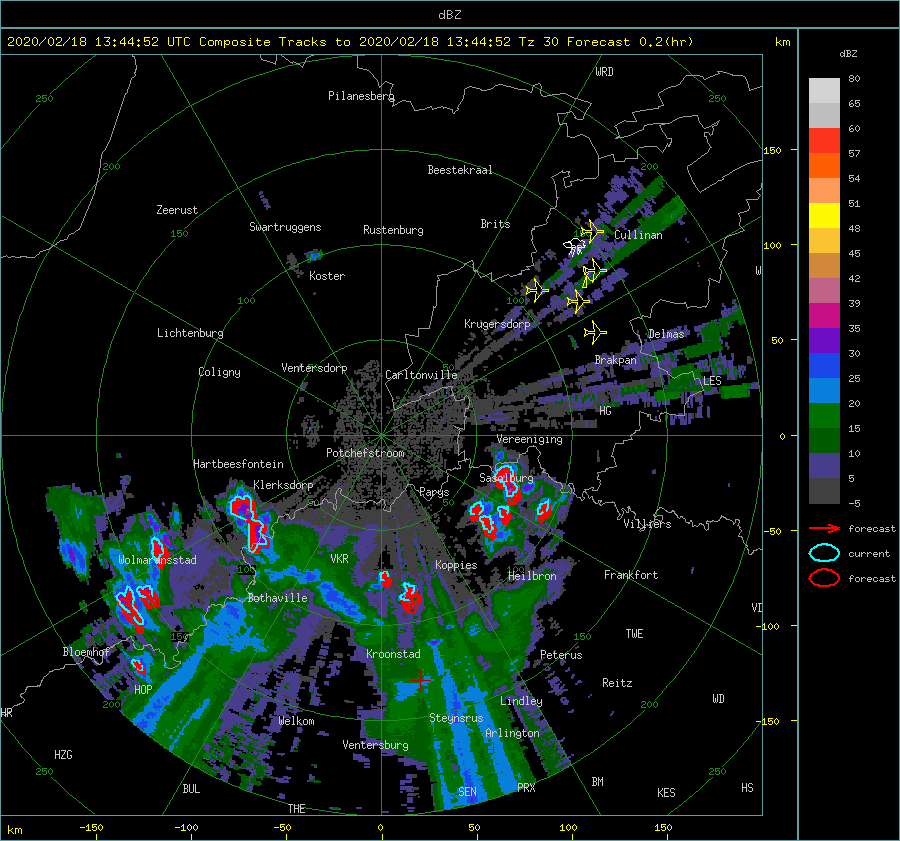 dBZ
2020/02/18 13:44:52 UTC Composite Tracks to 2020/02/18 13:44:52 Tz 30 Forecast 0.2(hr)
km
dBZ
80
65
60
57
54
51
48
45
42
39
35
30
25
20
15
10
5
-5
forecast
current
forecast
WRD
Pilanesberg
250
250
150
200
200
Beestekraal
Zeerust
150
Swartruggens
Rustenburg
Brits
Cullinan
100
W
Koster
100
100
Krugersdorp
Lichtenburg
Delmas
50
Brakpan
Coligny
Ventersdorp
Carltonville
LES
HG
0
Vereeniging
Potchefstroom
Hartbeesfontein
Klerksdorp
Parys
Sasolburg
50
Villiers
-50
Wolmaransstad
VKR
Koppies
100
100
Heilbron
Frankfort
Bothaville
VD
-100
150
150
TWE
Bloemhof
Kroonstad
Peterus
HOP
Reitz
WD
200
200
HR
Lindley
Welkom
Steynsrus
-150
Arlington
Ventersburg
HZG
250
250
BUL
SEN
PRX
BM
KES
HS
THE
km
-150
-100
-50
0
50
100
150